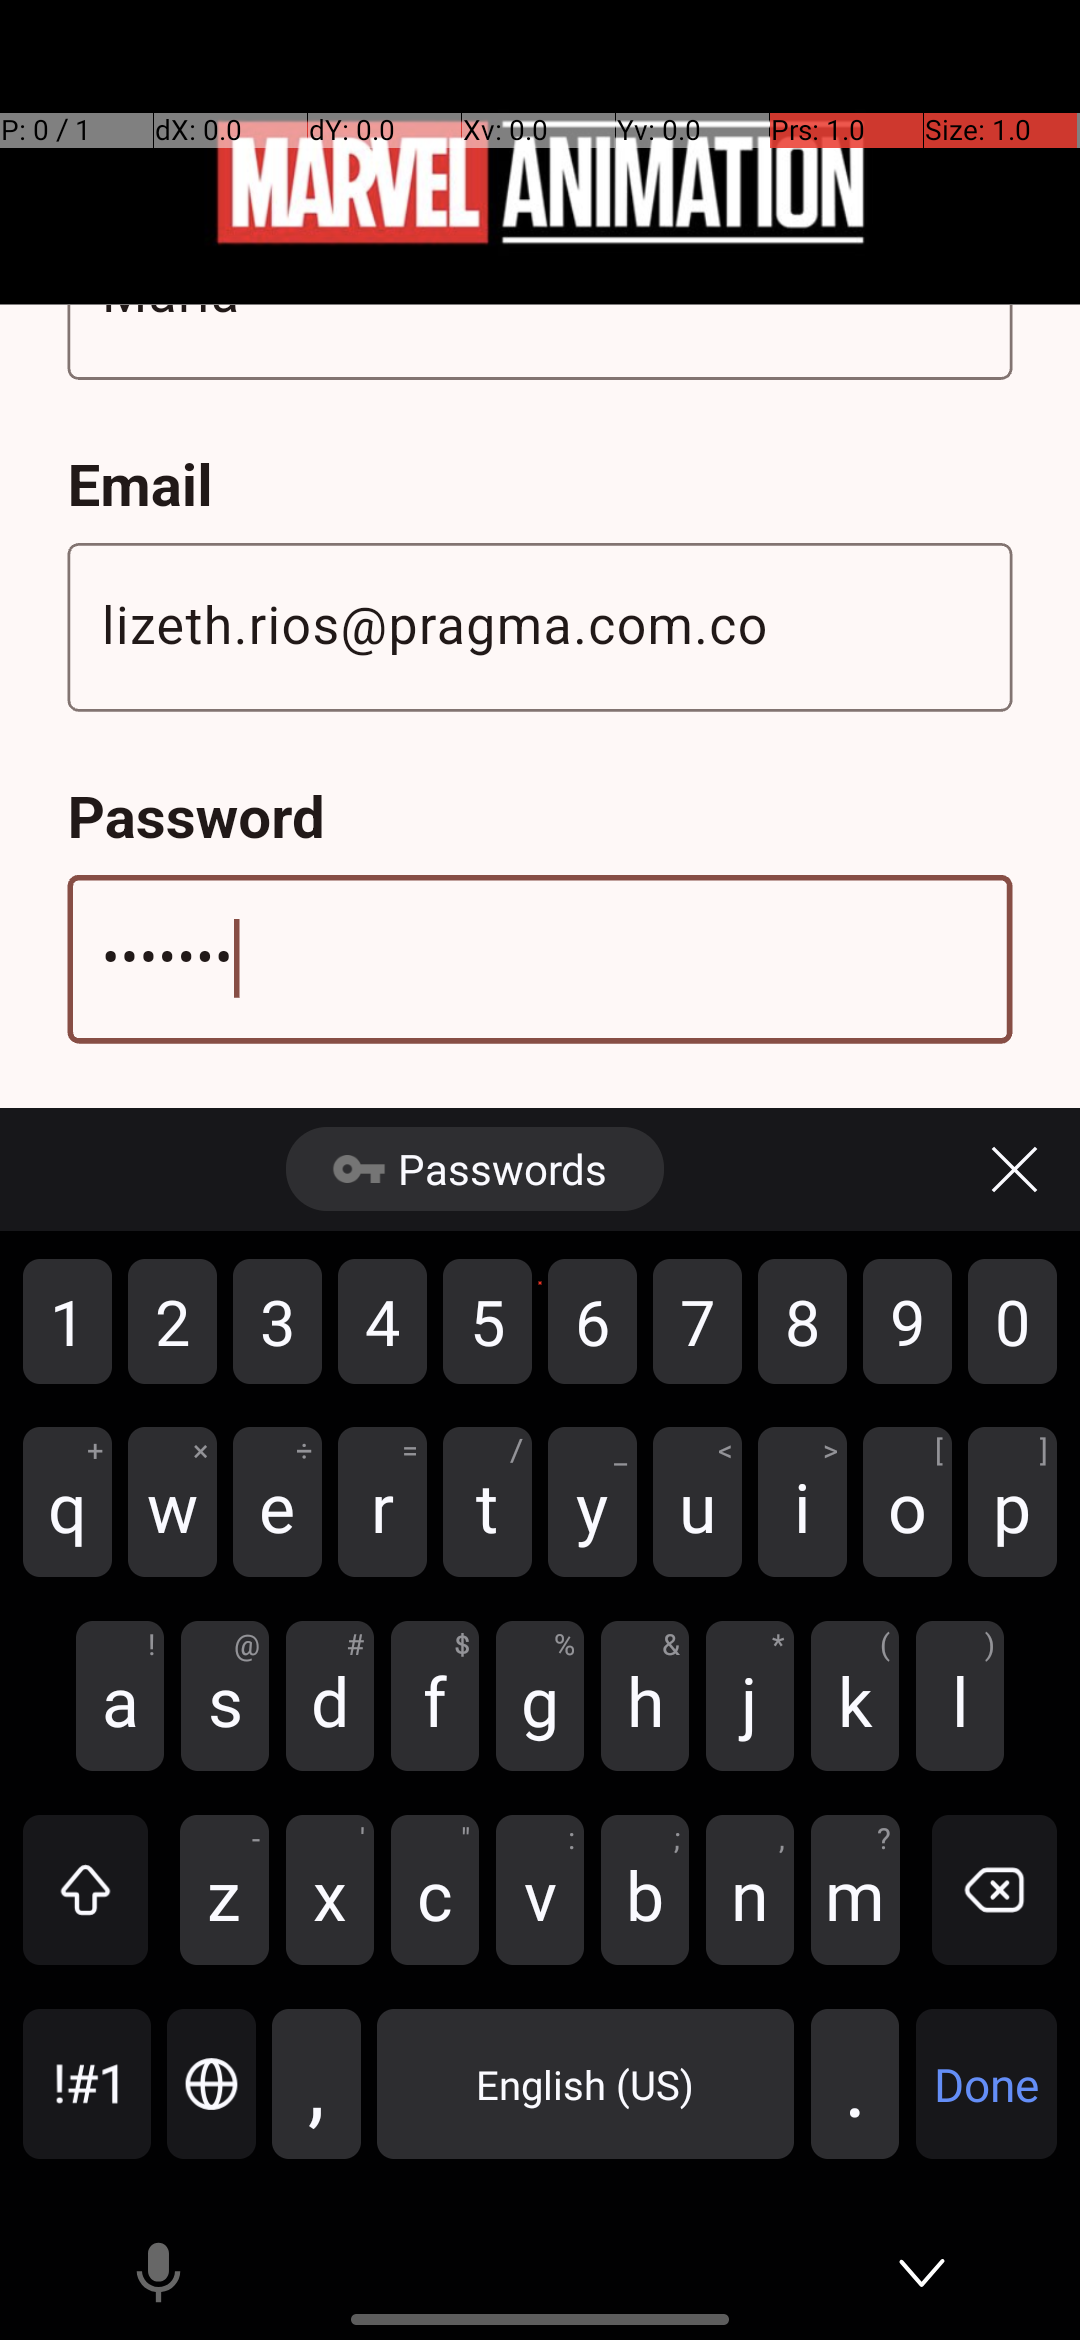 P: 0 / 1 dX: 0.0 dY: 0.0 Xv: 0.0 Yv: 0.0 Prs: 1.0 Size: 1.0
MARVEL ANIMATION
Maria
Email
lizeth.rios@pragma.com.co
Password
•••••••
Passwords
1 2 3 4 5 6 7 8 9 0
+ × ÷ = / _ < > [ ]
q w e r t y u i o p
! @ # $ % & * ( )
a s d f g h j k l
- ' " : ; , ?
z x c v b n m
!#1 , English (US) . Done